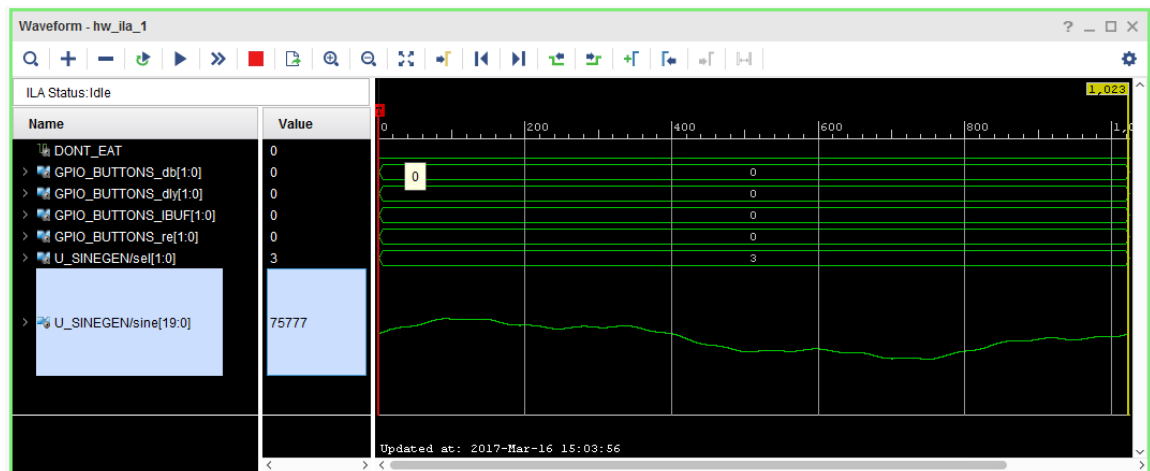 Waveform - hw_ila_1
ILA Status:Idle
1,023
Name Value
0 200 400 600 800
DONT_EAT 0
GPIO_BUTTONS_db[1:0] 0 0 0
GPIO_BUTTONS_dly[1:0] 0 0
GPIO_BUTTONS_IBUF[1:0] 0 0
GPIO_BUTTONS_re[1:0] 0 0
U_SINEGEN/sel[1:0] 3 3
U_SINEGEN/sine[19:0] 75777
Updated at: 2017-Mar-16 15:03:56